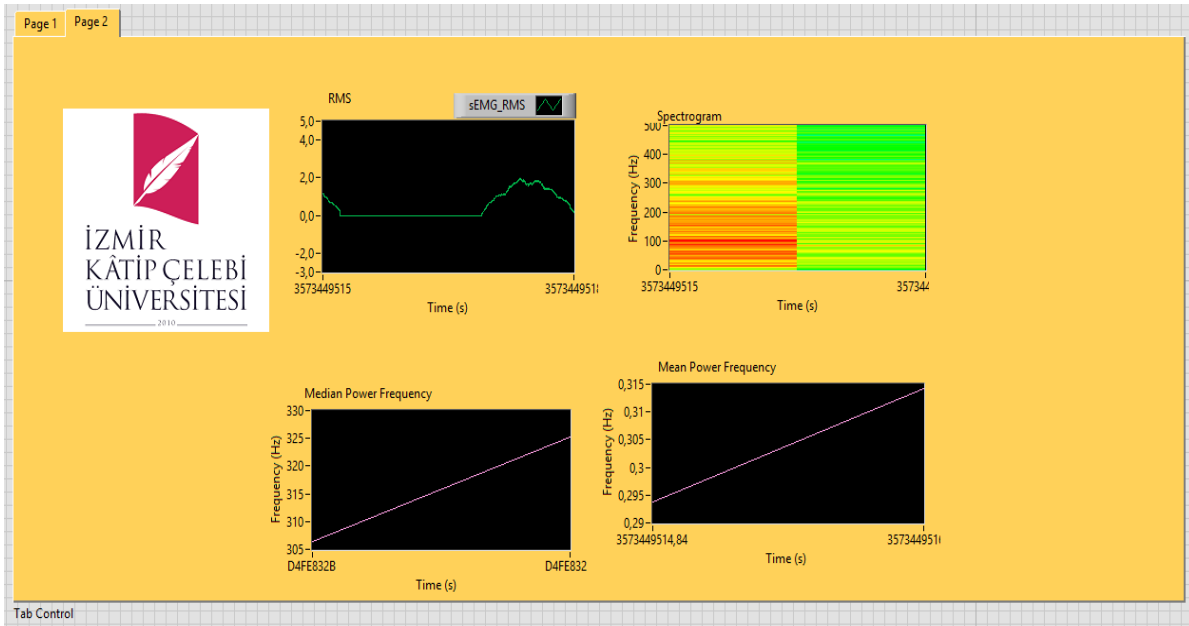 Page 1
Page 2
İZMİR
KÂTİP ÇELEBİ
ÜNİVERSİTESİ
2010
RMS
sEMG_RMS
5,0
4,0
2,0
0,0
-2,0
-3,0
3573449515
Time (s)
Spectrogram
Frequency (Hz)
500
400
300
200
100
0
3573449515
Time (s)
Median Power Frequency
Frequency (Hz)
330
325
320
315
310
305
D4FE832B
D4FE832
Time (s)
Mean Power Frequency
Frequency (Hz)
0,315
0,31
0,305
0,3
0,295
0,29
3573449514,84
Time (s)
Tab Control